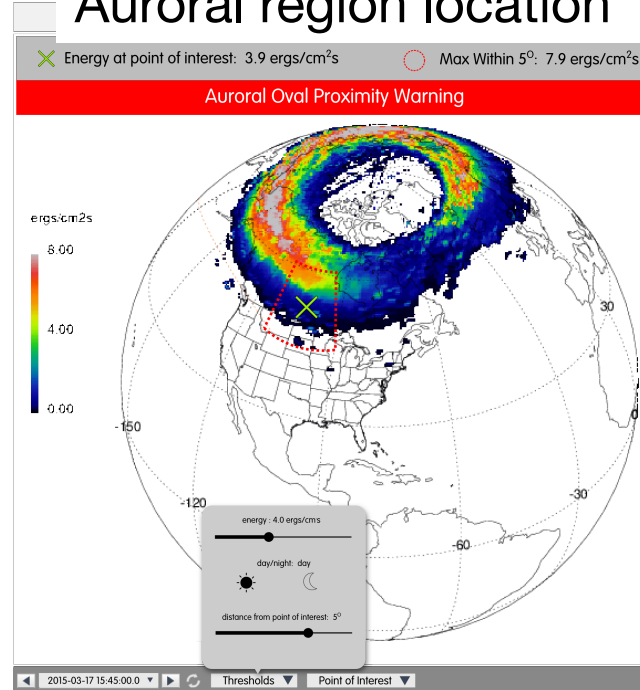 Auroral region location
Energy at point of interest: 3.9 ergs/cm²s
Max Within 5⁰: 7.9 ergs/cm²s
Auroral Oval Proximity Warning
ergs/cm2s
8.00
4.00
0.00
30
-150
-120
-30
-60
energy : 4.0 ergs/cm²s
day/night: day
distance from point of interest: 5⁰
2015-03-17 15:45:00.0
Thresholds
Point of Interest